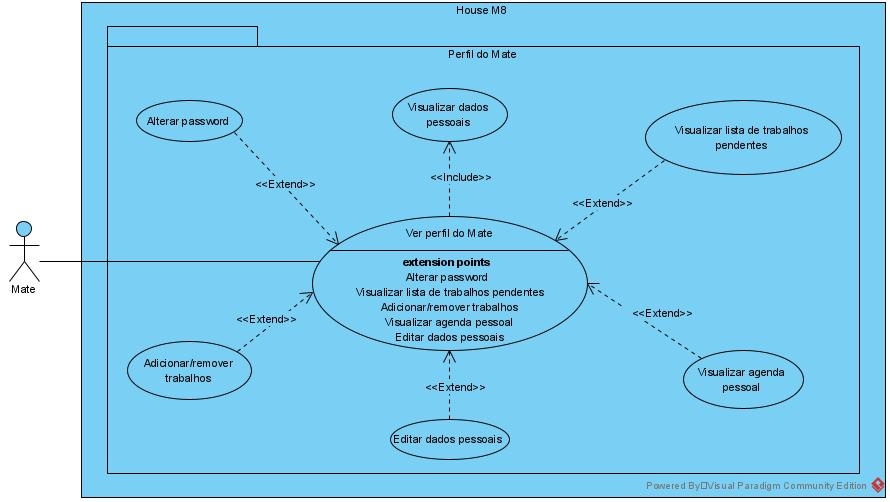 House M8
Perfil do Mate
Alterar password
Visualizar dados
pessoais
Visualizar lista de trabalhos
pendentes
<<Extend>>
<<Include>>
<<Extend>>
Ver perfil do Mate
extension points
Alterar password
Visualizar lista de trabalhos pendentes
Adicionar/remover trabalhos
Visualizar agenda pessoal
Editar dados pessoais
Mate
<<Extend>>
<<Extend>>
Adicionar/remover
trabalhos
Visualizar agenda
pessoal
<<Extend>>
Editar dados pessoais
Powered By Visual Paradigm Community Edition